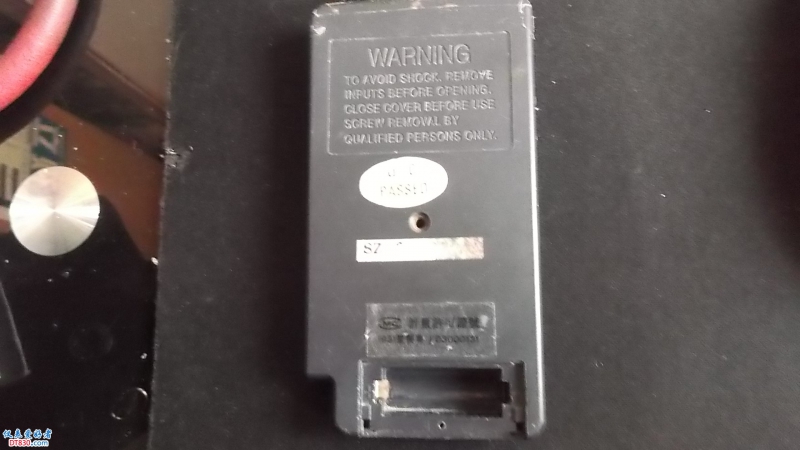 WARNING
TO AVOID SHOCK. REMOVE
INPUTS BEFORE OPENING.
CLOSE COVER BEFORE USE
SCREW REMOVAL BY
QUALIFIED PERSONS ONLY.
PASSED
SZ
仪表爱好者
DT830.com